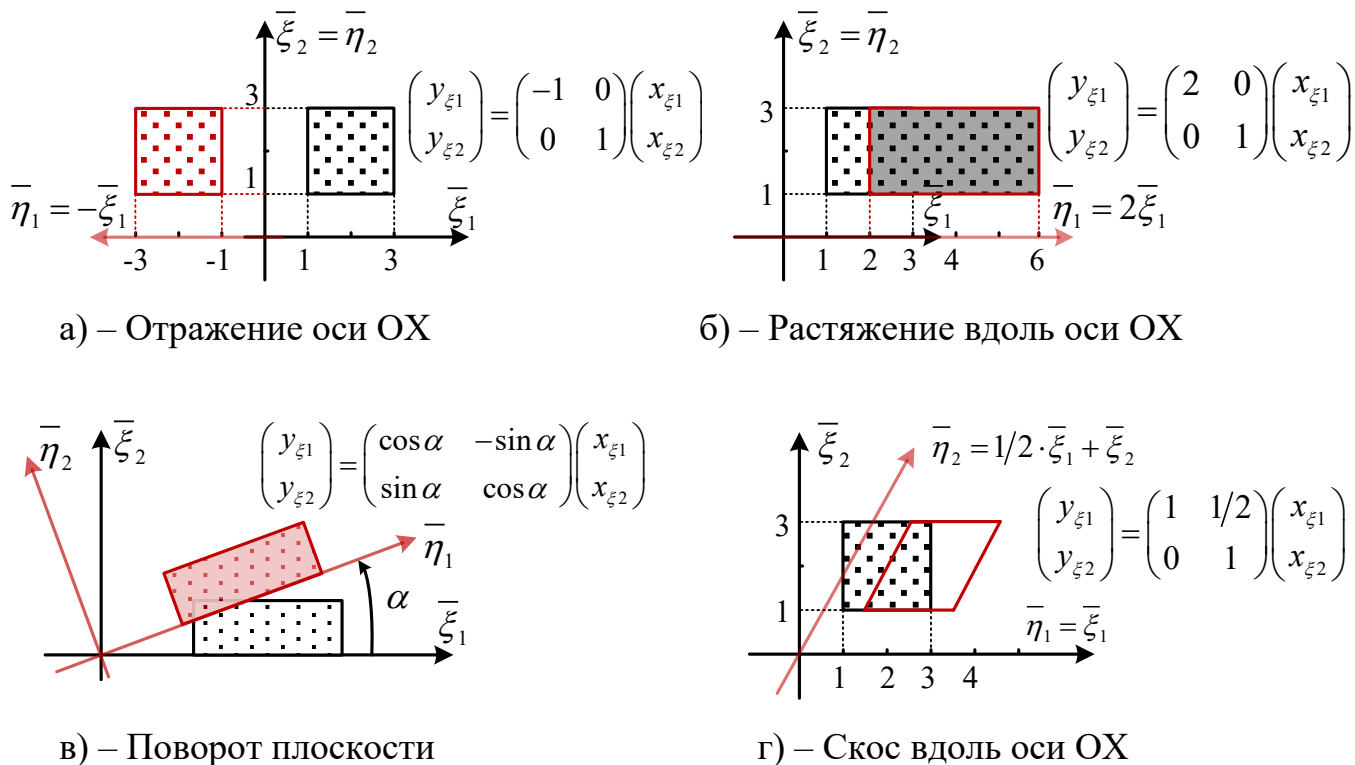 ξ̅₂ = η̅₂
(y_ξ1; y_ξ2) = (−1 0; 0 1)(x_ξ1; x_ξ2)
3
1
η̅₁ = −ξ̅₁
ξ̅₁
-3 -1 1 3
а) – Отражение оси ОХ
ξ̅₂ = η̅₂
(y_ξ1; y_ξ2) = (2 0; 0 1)(x_ξ1; x_ξ2)
3
1
ξ̅₁
η̅₁ = 2ξ̅₁
1 2 3 4 6
б) – Растяжение вдоль оси ОХ
η̅₂
ξ̅₂
(y_ξ1; y_ξ2) = (cos α −sin α; sin α cos α)(x_ξ1; x_ξ2)
η̅₁
α
ξ̅₁
в) – Поворот плоскости
ξ̅₂
η̅₂ = 1/2 · ξ̅₁ + ξ̅₂
(y_ξ1; y_ξ2) = (1 1/2; 0 1)(x_ξ1; x_ξ2)
3
1
η̅₁ = ξ̅₁
1 2 3 4
г) – Скос вдоль оси ОХ